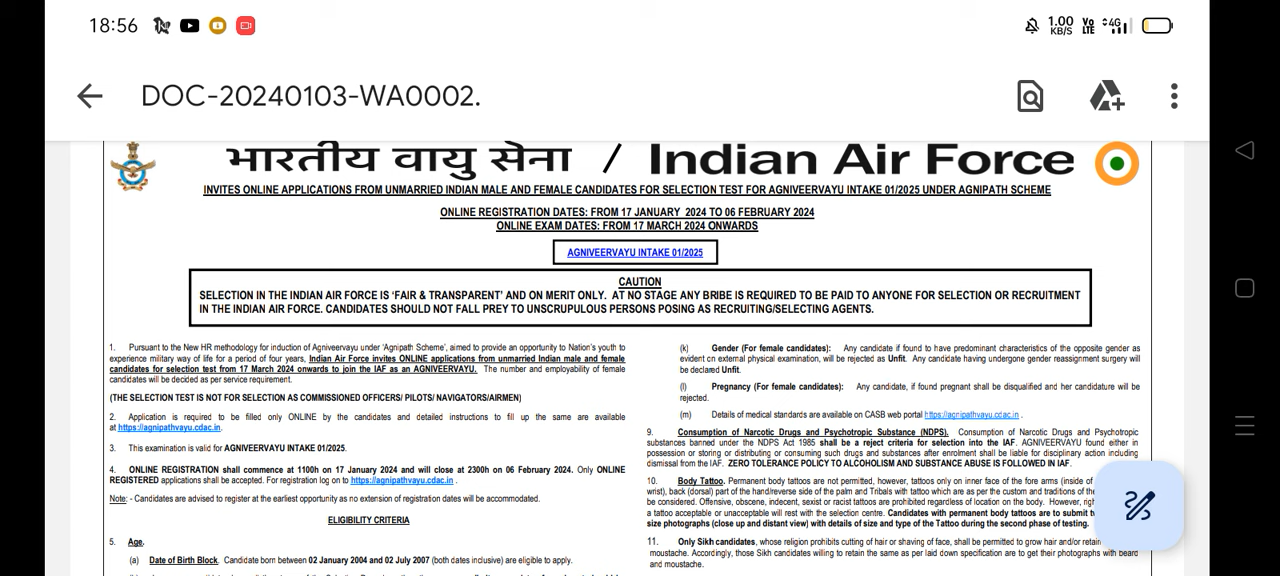 18:56
1.00
KB/S
Vo
LTE
4G
DOC-20240103-WA0002.
भारतीय वायु सेना / Indian Air Force
INVITES ONLINE APPLICATIONS FROM UNMARRIED INDIAN MALE AND FEMALE CANDIDATES FOR SELECTION TEST FOR AGNIVEERVAYU INTAKE 01/2025 UNDER AGNIPATH SCHEME
ONLINE REGISTRATION DATES: FROM 17 JANUARY 2024 TO 06 FEBRUARY 2024
ONLINE EXAM DATES: FROM 17 MARCH 2024 ONWARDS
AGNIVEERVAYU INTAKE 01/2025
CAUTION
SELECTION IN THE INDIAN AIR FORCE IS 'FAIR & TRANSPARENT' AND ON MERIT ONLY. AT NO STAGE ANY BRIBE IS REQUIRED TO BE PAID TO ANYONE FOR SELECTION OR RECRUITMENT
IN THE INDIAN AIR FORCE. CANDIDATES SHOULD NOT FALL PREY TO UNSCRUPULOUS PERSONS POSING AS RECRUITING/SELECTING AGENTS.
1. Pursuant to the New HR methodology for induction of Agniveervayu under 'Agnipath Scheme', aimed to provide an opportunity to Nation's youth to
experience military way of life for a period of four years, Indian Air Force invites ONLINE applications from unmarried Indian male and female
candidates for selection test from 17 March 2024 onwards to join the IAF as an AGNIVEERVAYU. The number and employability of female
candidates will be decided as per service requirement.
(THE SELECTION TEST IS NOT FOR SELECTION AS COMMISSIONED OFFICERS/ PILOTS/ NAVIGATORS/AIRMEN)
2. Application is required to be filled only ONLINE by the candidates and detailed instructions to fill up the same are available
at https://agnipathvayu.cdac.in.
3. This examination is valid for AGNIVEERVAYU INTAKE 01/2025.
4. ONLINE REGISTRATION shall commence at 1100h on 17 January 2024 and will close at 2300h on 06 February 2024. Only ONLINE
REGISTERED applications shall be accepted. For registration log on to https://agnipathvayu.cdac.in .
Note: - Candidates are advised to register at the earliest opportunity as no extension of registration dates will be accommodated.
ELIGIBILITY CRITERIA
5. Age.
(a) Date of Birth Block. Candidate born between 02 January 2004 and 02 July 2007 (both dates inclusive) are eligible to apply.
(k) Gender (For female candidates): Any candidate if found to have predominant characteristics of the opposite gender as
evident on external physical examination, will be rejected as Unfit. Any candidate having undergone gender reassignment surgery will
be declared Unfit.
(l) Pregnancy (For female candidates): Any candidate, if found pregnant shall be disqualified and her candidature will be
rejected.
(m) Details of medical standards are available on CASB web portal https://agnipathvayu.cdac.in .
9. Consumption of Narcotic Drugs and Psychotropic Substance (NDPS). Consumption of Narcotic Drugs and Psychotropic
substances banned under the NDPS Act 1985 shall be a reject criteria for selection into the IAF. AGNIVEERVAYU found either in
possession or storing or distributing or consuming such drugs and substances after enrolment shall be liable for disciplinary action including
dismissal from the IAF. ZERO TOLERANCE POLICY TO ALCOHOLISM AND SUBSTANCE ABUSE IS FOLLOWED IN IAF.
10. Body Tattoo. Permanent body tattoos are not permitted, however, tattoos only on inner face of the fore arms (inside of
wrist), back (dorsal) part of the hand/reverse side of the palm and Tribals with tattoo which are as per the custom and traditions of the
be considered. Offensive, obscene, indecent, sexist or racist tattoos are prohibited regardless of location on the body. However,
a tattoo acceptable or unacceptable will rest with the selection centre. Candidates with permanent body tattoos are to submit
size photographs (close up and distant view) with details of size and type of the Tattoo during the second phase of testing.
11. Only Sikh candidates, whose religion prohibits cutting of hair or shaving of face, shall be permitted to grow hair and/or retain
moustache. Accordingly, those Sikh candidates willing to retain the same as per laid down specification are to get their photographs with beard
and moustache.